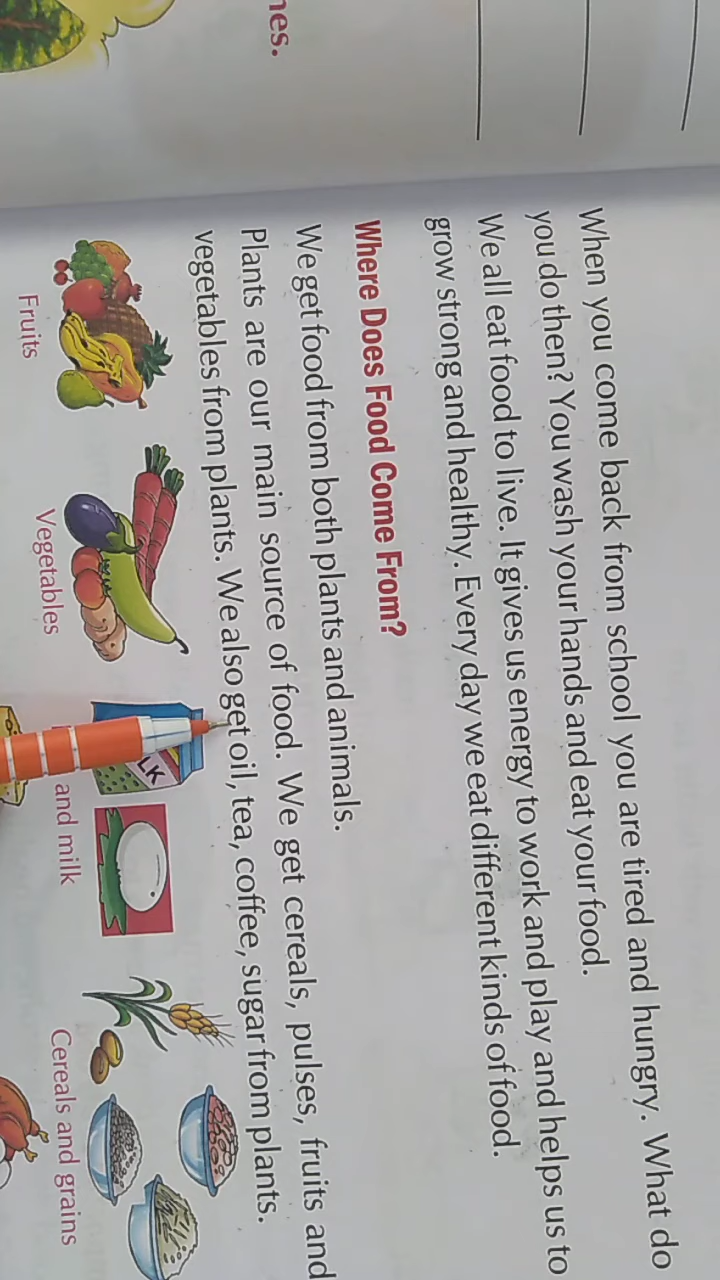 nes.
When you come back from school you are tired and hungry. What do
you do then? You wash your hands and eat your food.
We all eat food to live. It gives us energy to work and play and helps us to
grow strong and healthy. Every day we eat different kinds of food.
Where Does Food Come From?
We get food from both plants and animals.
Plants are our main source of food. We get cereals, pulses, fruits and
vegetables from plants. We also get oil, tea, coffee, sugar from plants.
LK
Fruits
Vegetables
and milk
Cereals and grains